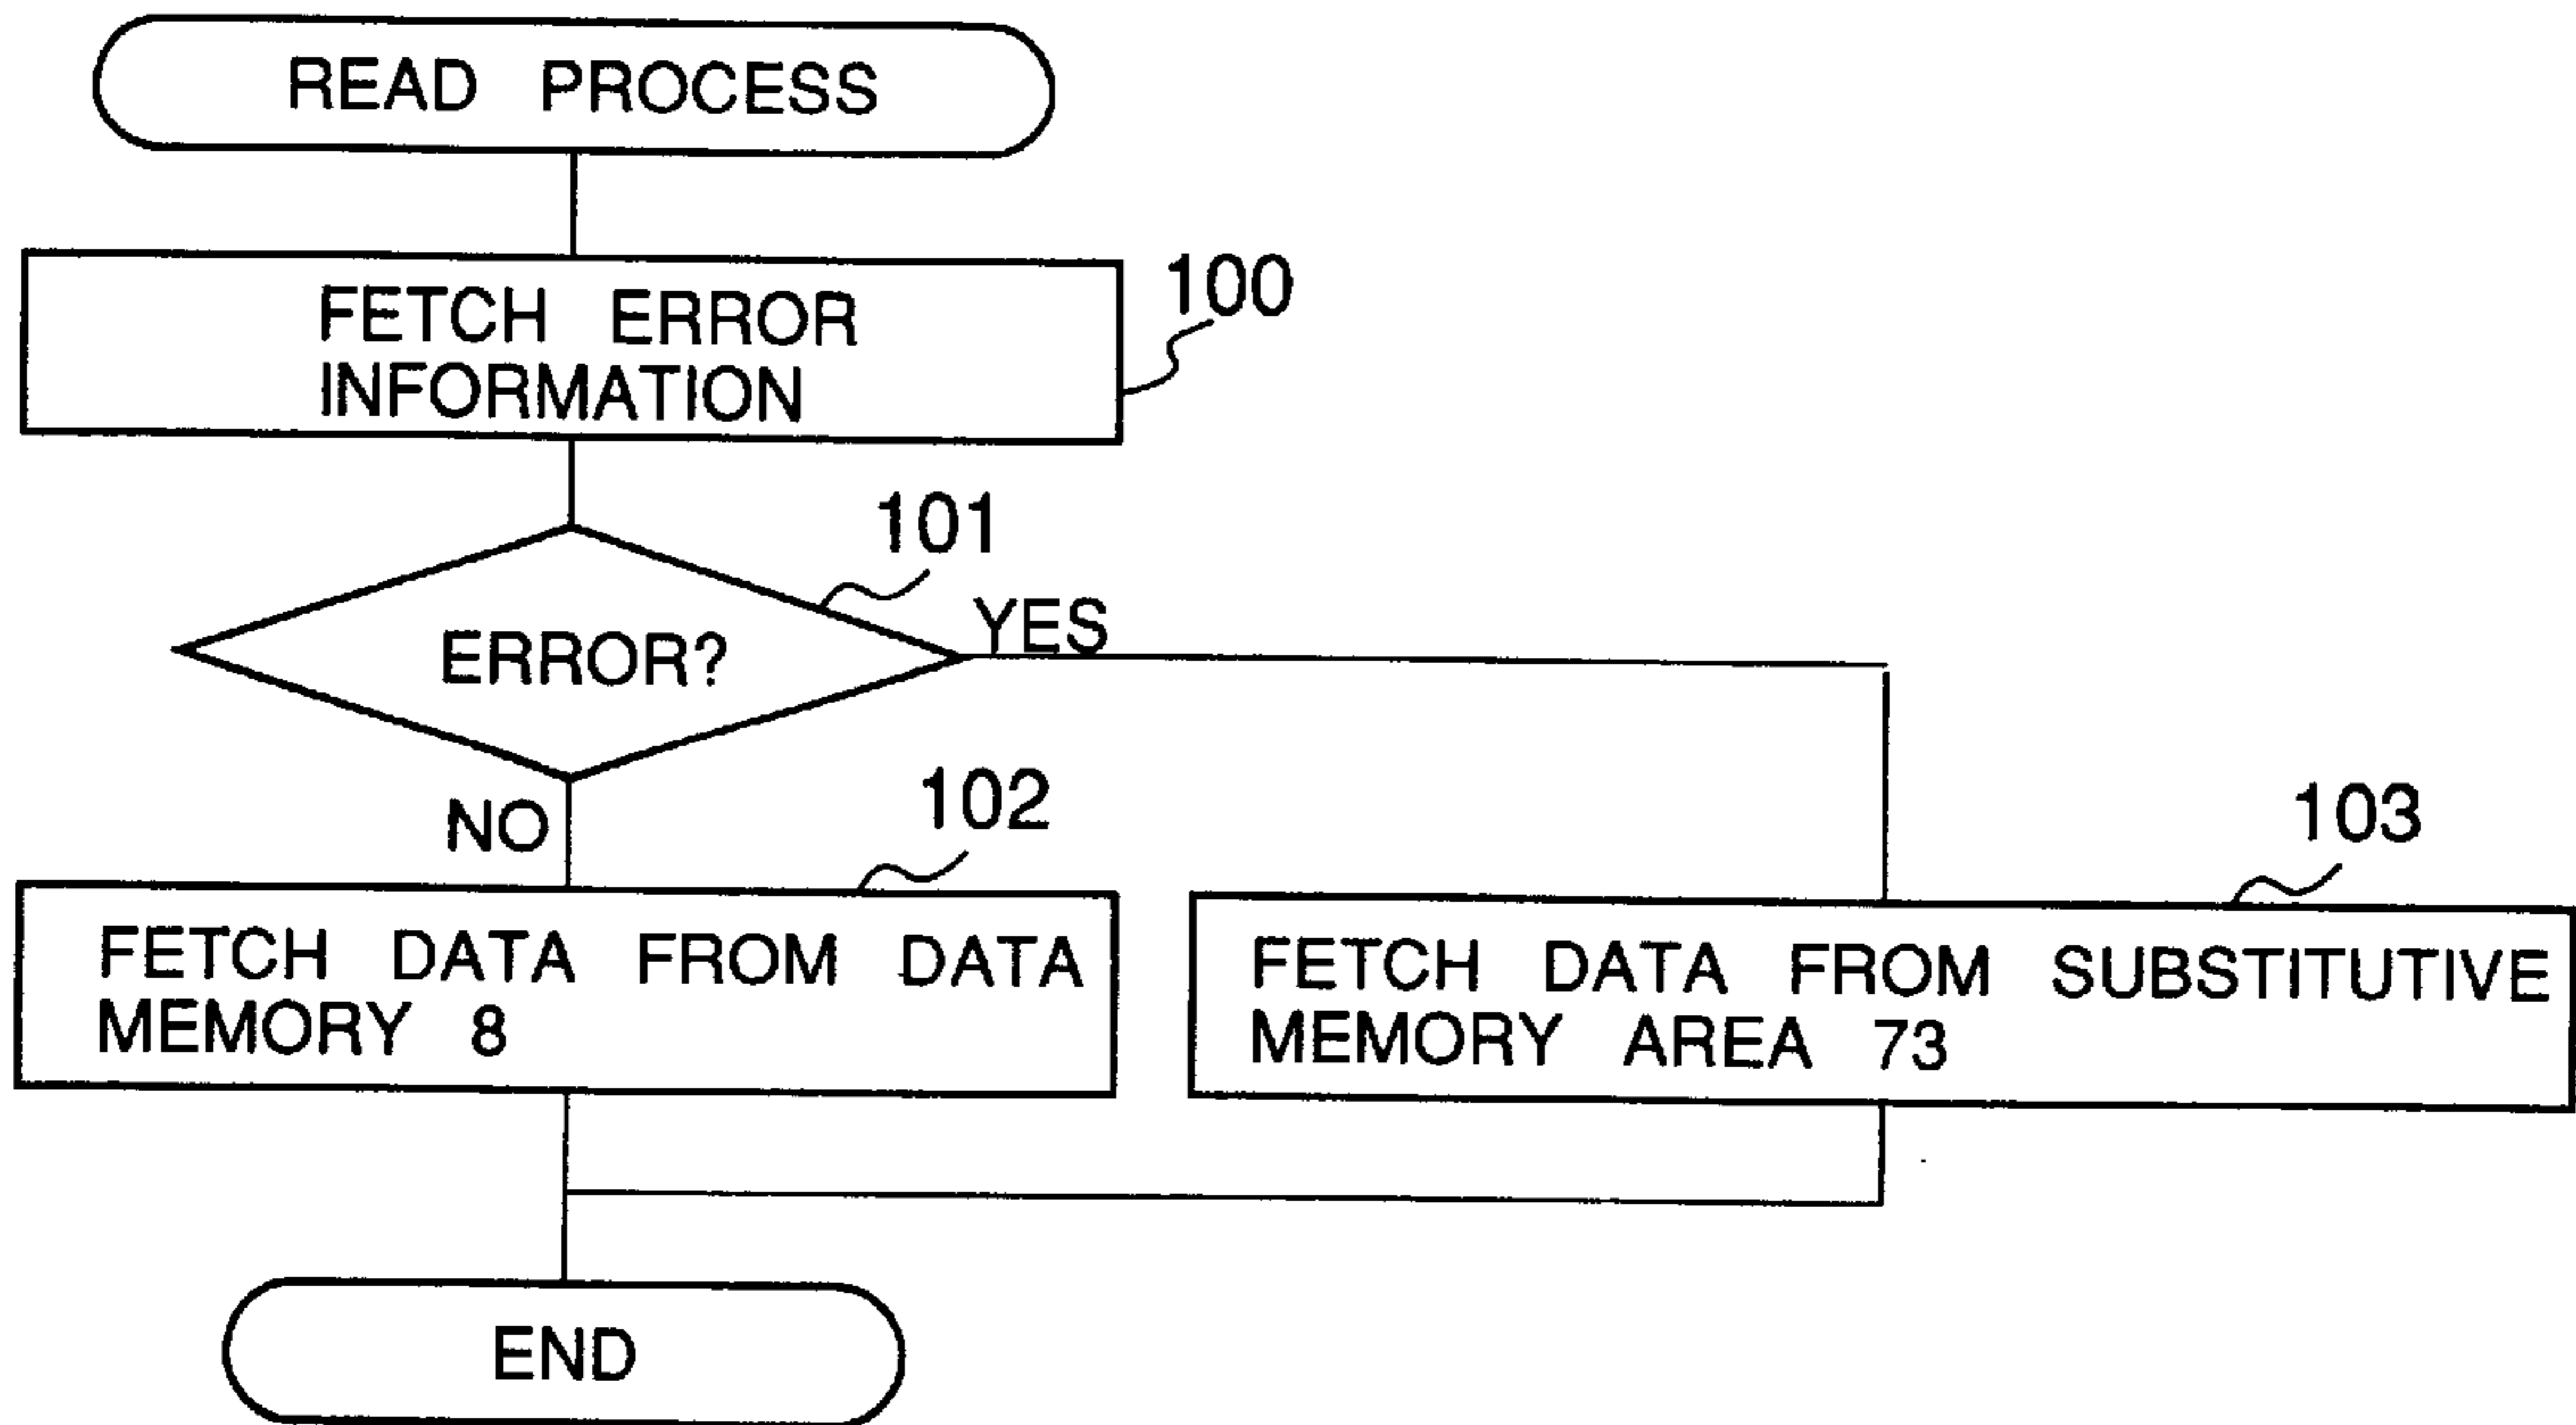 READ PROCESS
FETCH ERROR
INFORMATION
100
101
ERROR?
YES
NO
102
FETCH DATA FROM DATA
MEMORY 8
103
FETCH DATA FROM SUBSTITUTIVE
MEMORY AREA 73
END